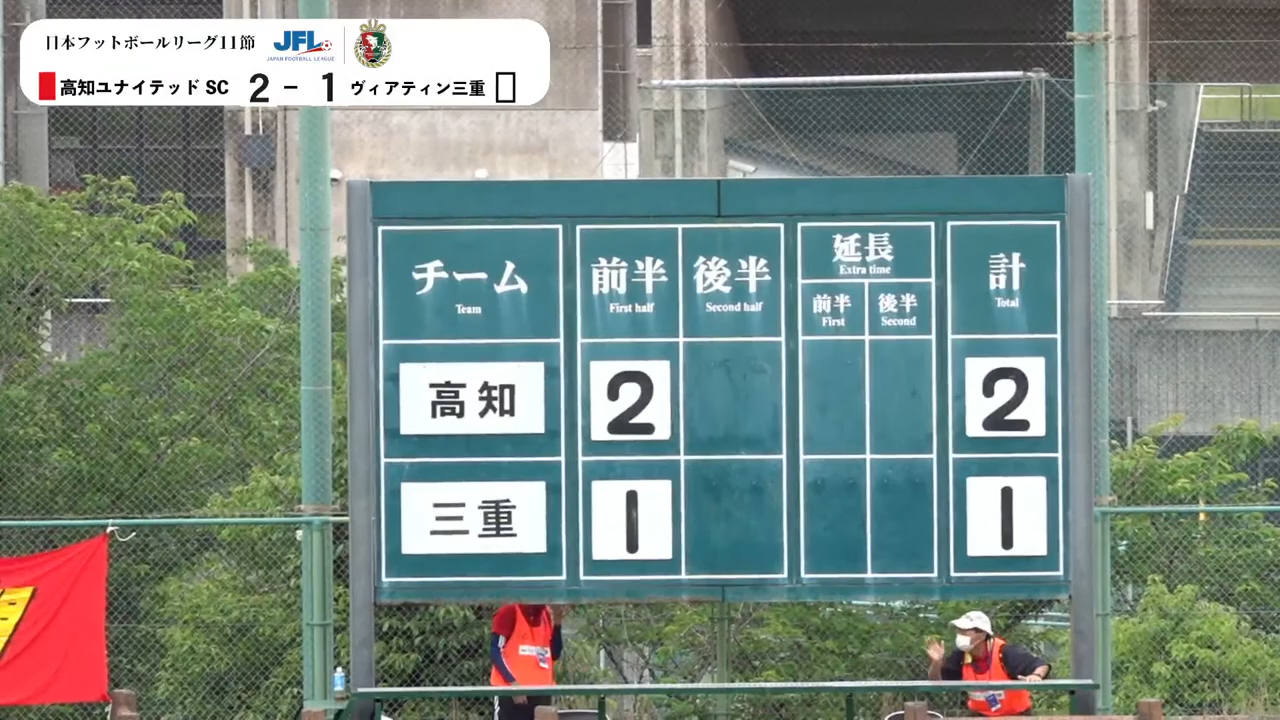 日本フットボールリーグ11節
JFL
JAPAN FOOTBALL LEAGUE
高知ユナイテッド SC 2 - 1 ヴィアティン三重
チーム 前半 後半 延長 計
Team First half Second half Extra time Total
前半 後半
First Second
高知 2 2
三重 1 1